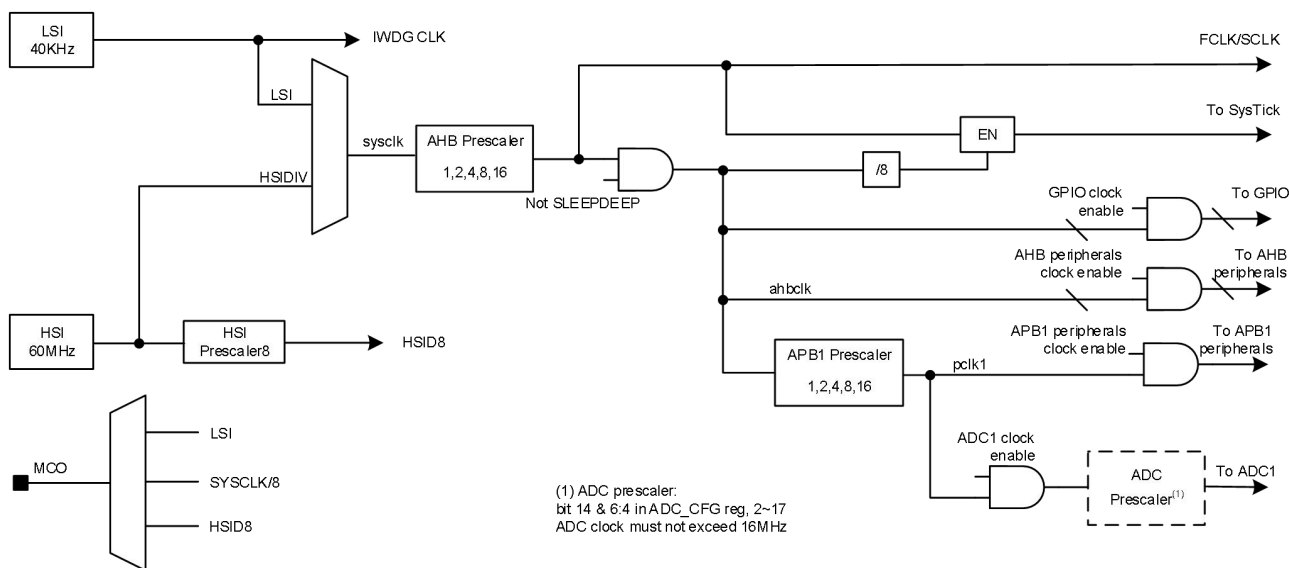 LSI
40KHz
IWDG CLK
FCLK/SCLK
LSI
To SysTick
sysclk
AHB Prescaler
1,2,4,8,16
EN
HSIDIV
/8
Not SLEEPDEEP
GPIO clock
enable
To GPIO
AHB peripherals
clock enable
To AHB
peripherals
ahbclk
HSI
60MHz
HSI
Prescaler8
HSID8
APB1 peripherals
clock enable
To APB1
peripherals
APB1 Prescaler
1,2,4,8,16
pclk1
LSI
MCO
SYSCLK/8
HSID8
ADC1 clock
enable
ADC
Prescaler(1)
To ADC1
(1) ADC prescaler:
bit 14 & 6:4 in ADC_CFG reg, 2~17
ADC clock must not exceed 16MHz